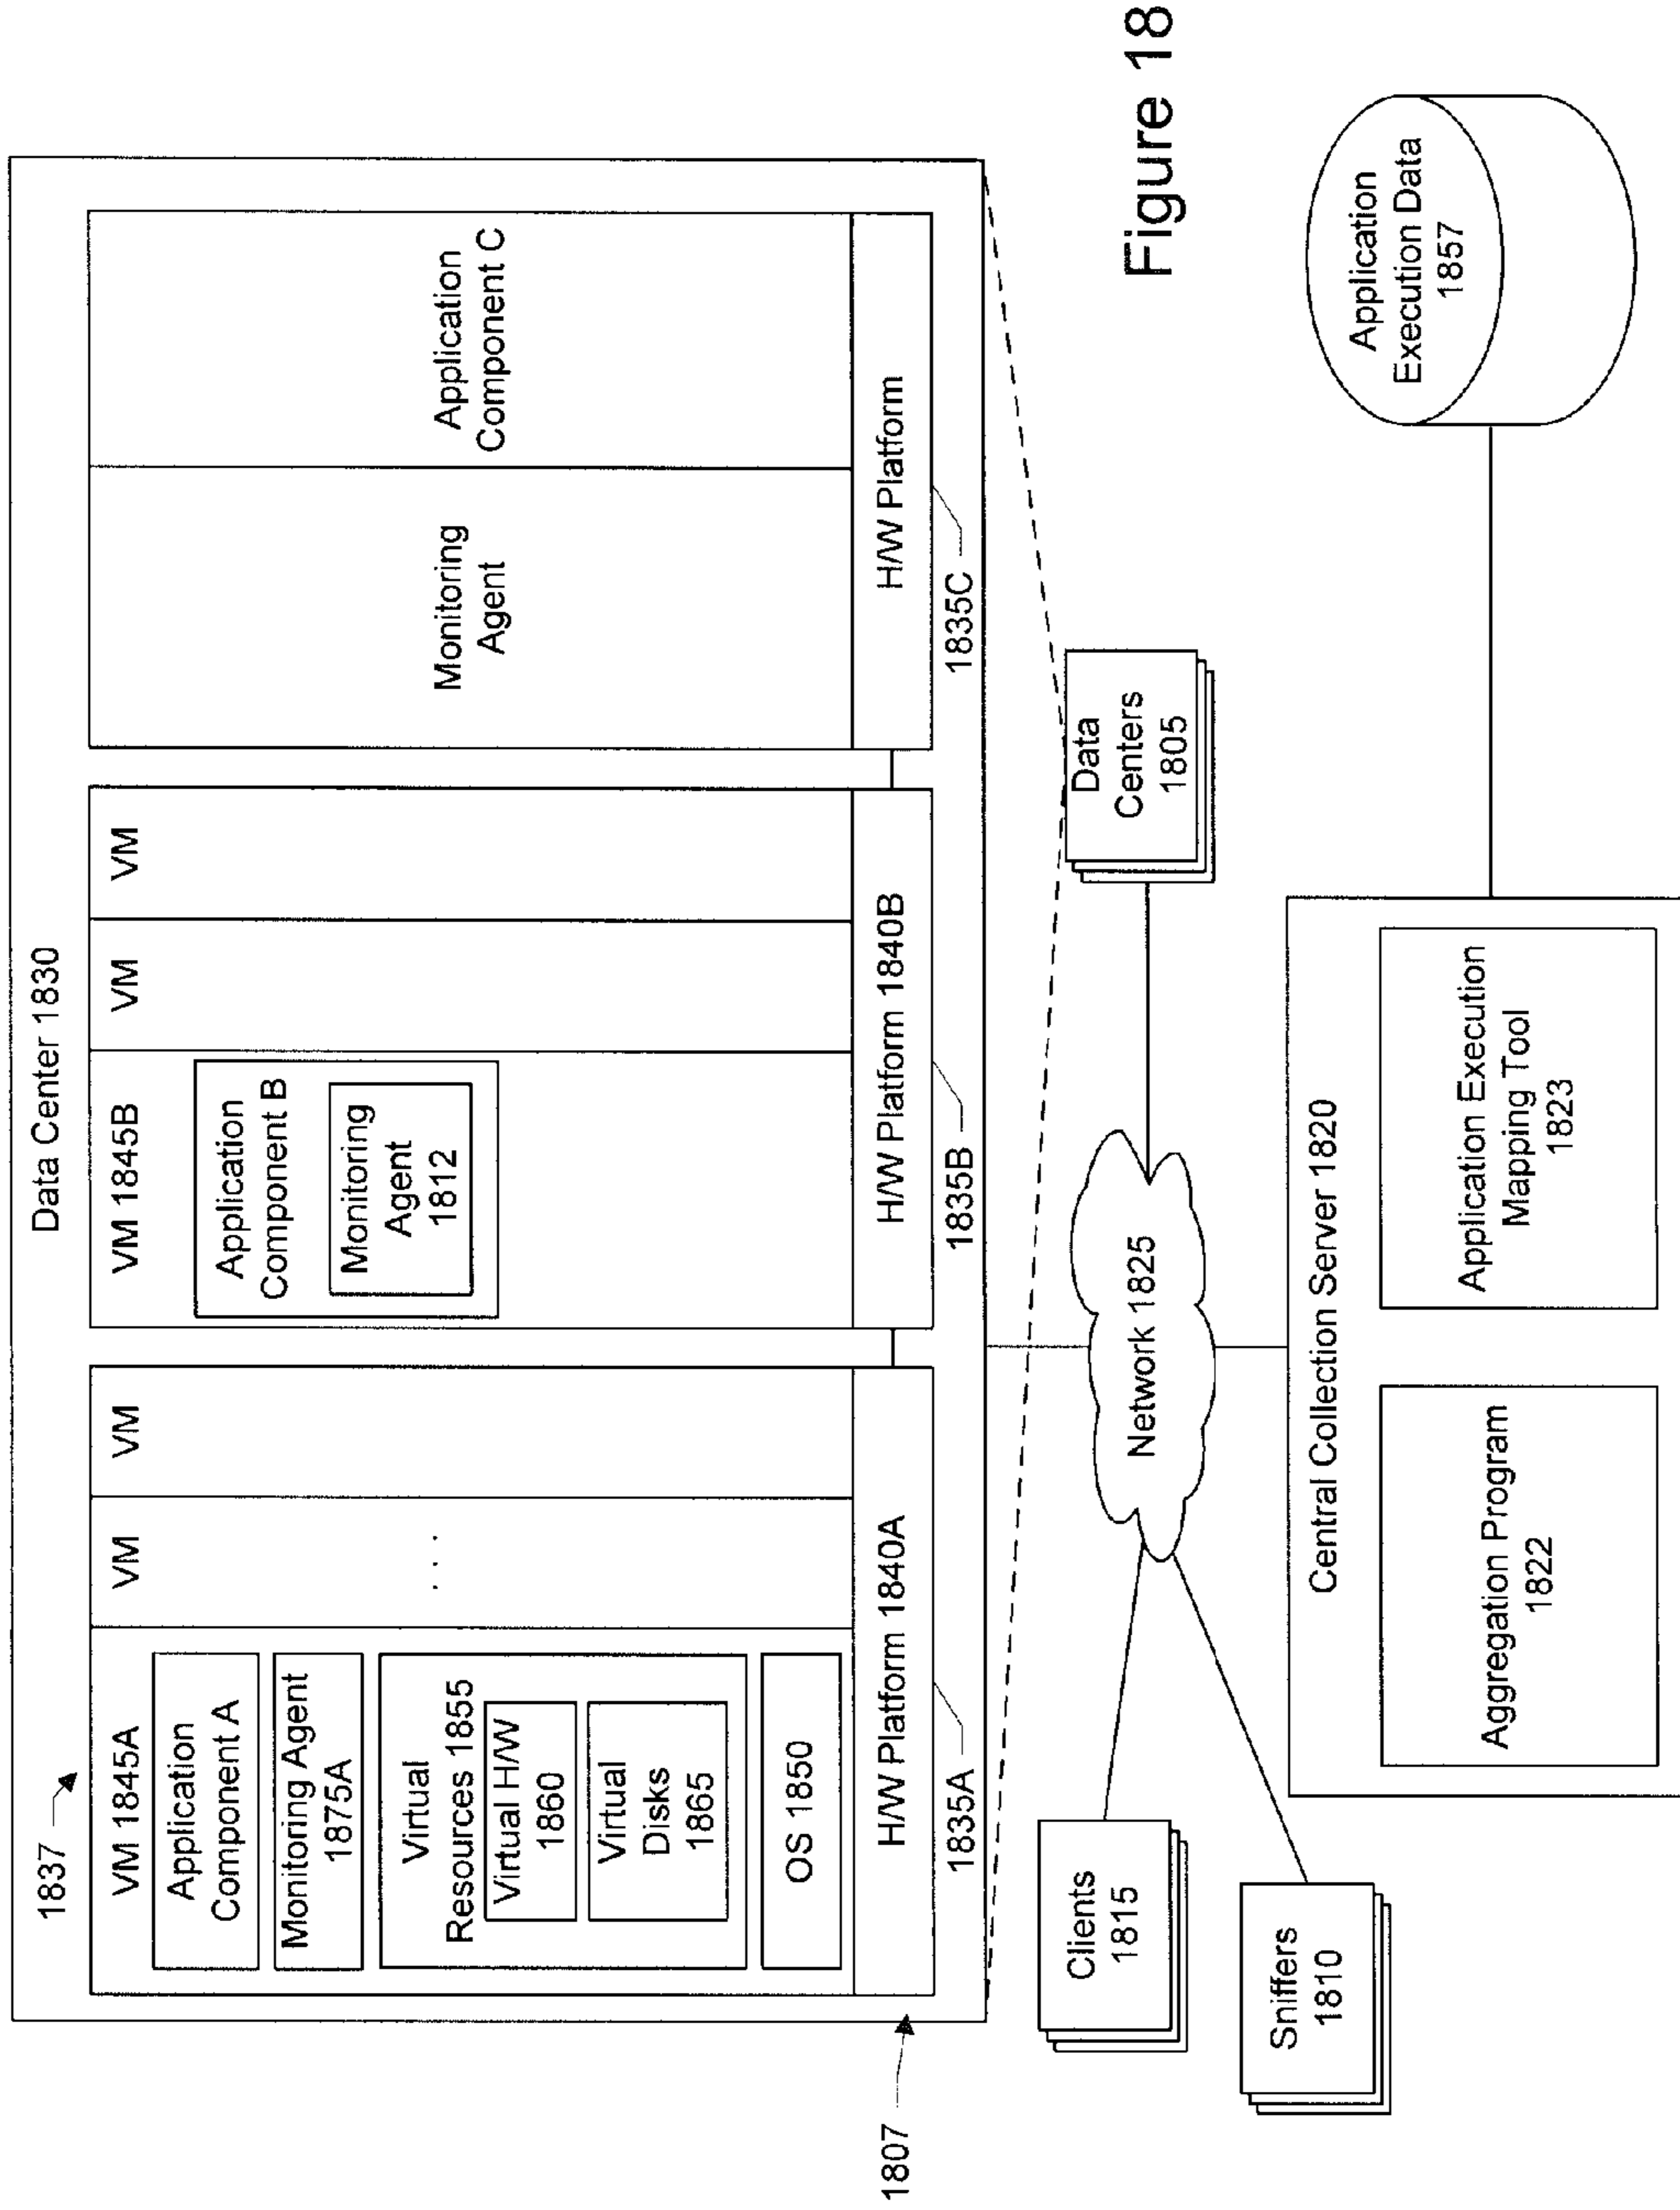 Data Center 1830
1837
VM 1845A
Application
Component A
Monitoring Agent
1875A
Virtual
Resources 1855
Virtual H/W
1860
Virtual
Disks
1865
OS 1850
VM
. . .
VM
H/W Platform 1840A
1835A
VM 1845B
Application
Component B
Monitoring
Agent
1812
VM
VM
H/W Platform 1840B
1835B
Monitoring
Agent
Application
Component C
H/W Platform
1835C
1807
Clients
1815
Sniffers
1810
Network 1825
Data
Centers
1805
Figure 18
Central Collection Server 1820
Aggregation Program
1822
Application Execution
Mapping Tool
1823
Application
Execution Data
1857